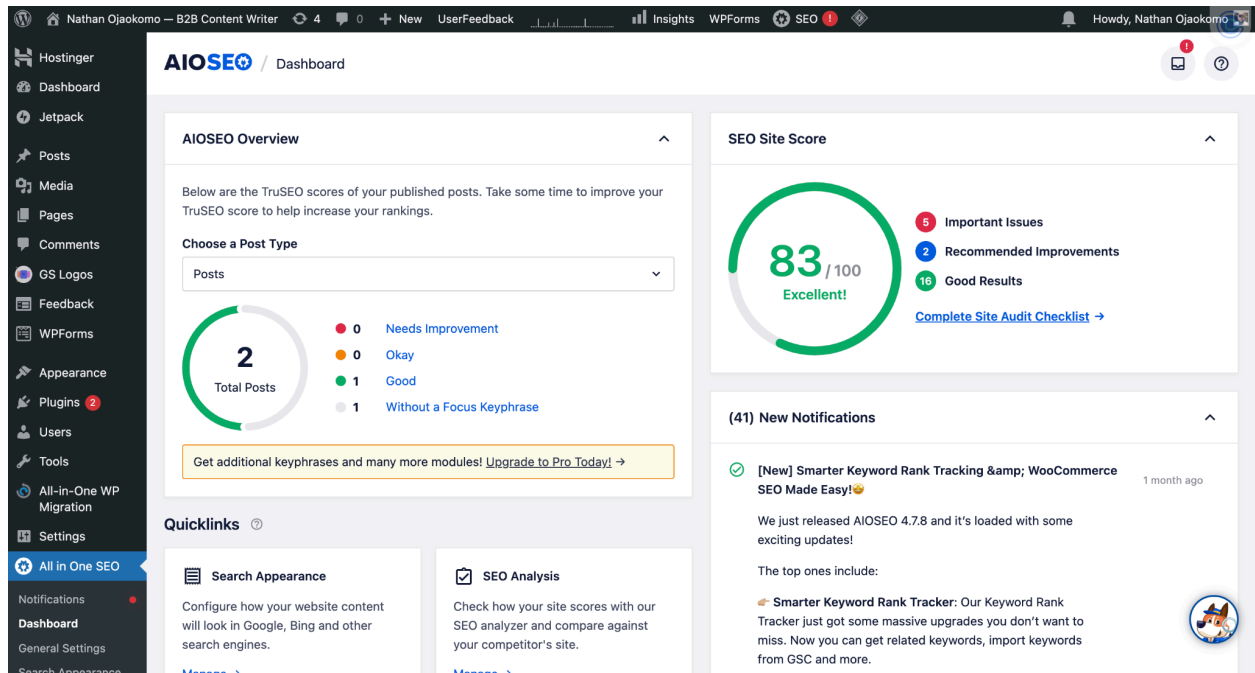 Nathan Ojaokomo — B2B Content Writer 4 0 + New UserFeedback Insights WPForms SEO ! Howdy, Nathan Ojaokomo
Hostinger
Dashboard
Jetpack
Posts
Media
Pages
Comments
GS Logos
Feedback
WPForms
Appearance
Plugins 2
Users
Tools
All-in-One WP
Migration
Settings
All in One SEO
Notifications
Dashboard
General Settings
Search Appearance
AIOSEO / Dashboard
!
AIOSEO Overview
Below are the TruSEO scores of your published posts. Take some time to improve your
TruSEO score to help increase your rankings.
Choose a Post Type
Posts
2
Total Posts
0 Needs Improvement
0 Okay
1 Good
1 Without a Focus Keyphrase
Get additional keyphrases and many more modules! Upgrade to Pro Today! →
Quicklinks
Search Appearance
Configure how your website content
will look in Google, Bing and other
search engines.
Manage →
SEO Analysis
Check how your site scores with our
SEO analyzer and compare against
your competitor's site.
Manage →
SEO Site Score
83 / 100
Excellent!
5 Important Issues
2 Recommended Improvements
16 Good Results
Complete Site Audit Checklist →
(41) New Notifications
[New] Smarter Keyword Rank Tracking &amp; WooCommerce
SEO Made Easy!🤩
1 month ago
We just released AIOSEO 4.7.8 and it's loaded with some
exciting updates!
The top ones include:
👉🏼 Smarter Keyword Rank Tracker: Our Keyword Rank
Tracker just got some massive upgrades you don't want to
miss. Now you can get related keywords, import keywords
from GSC and more.